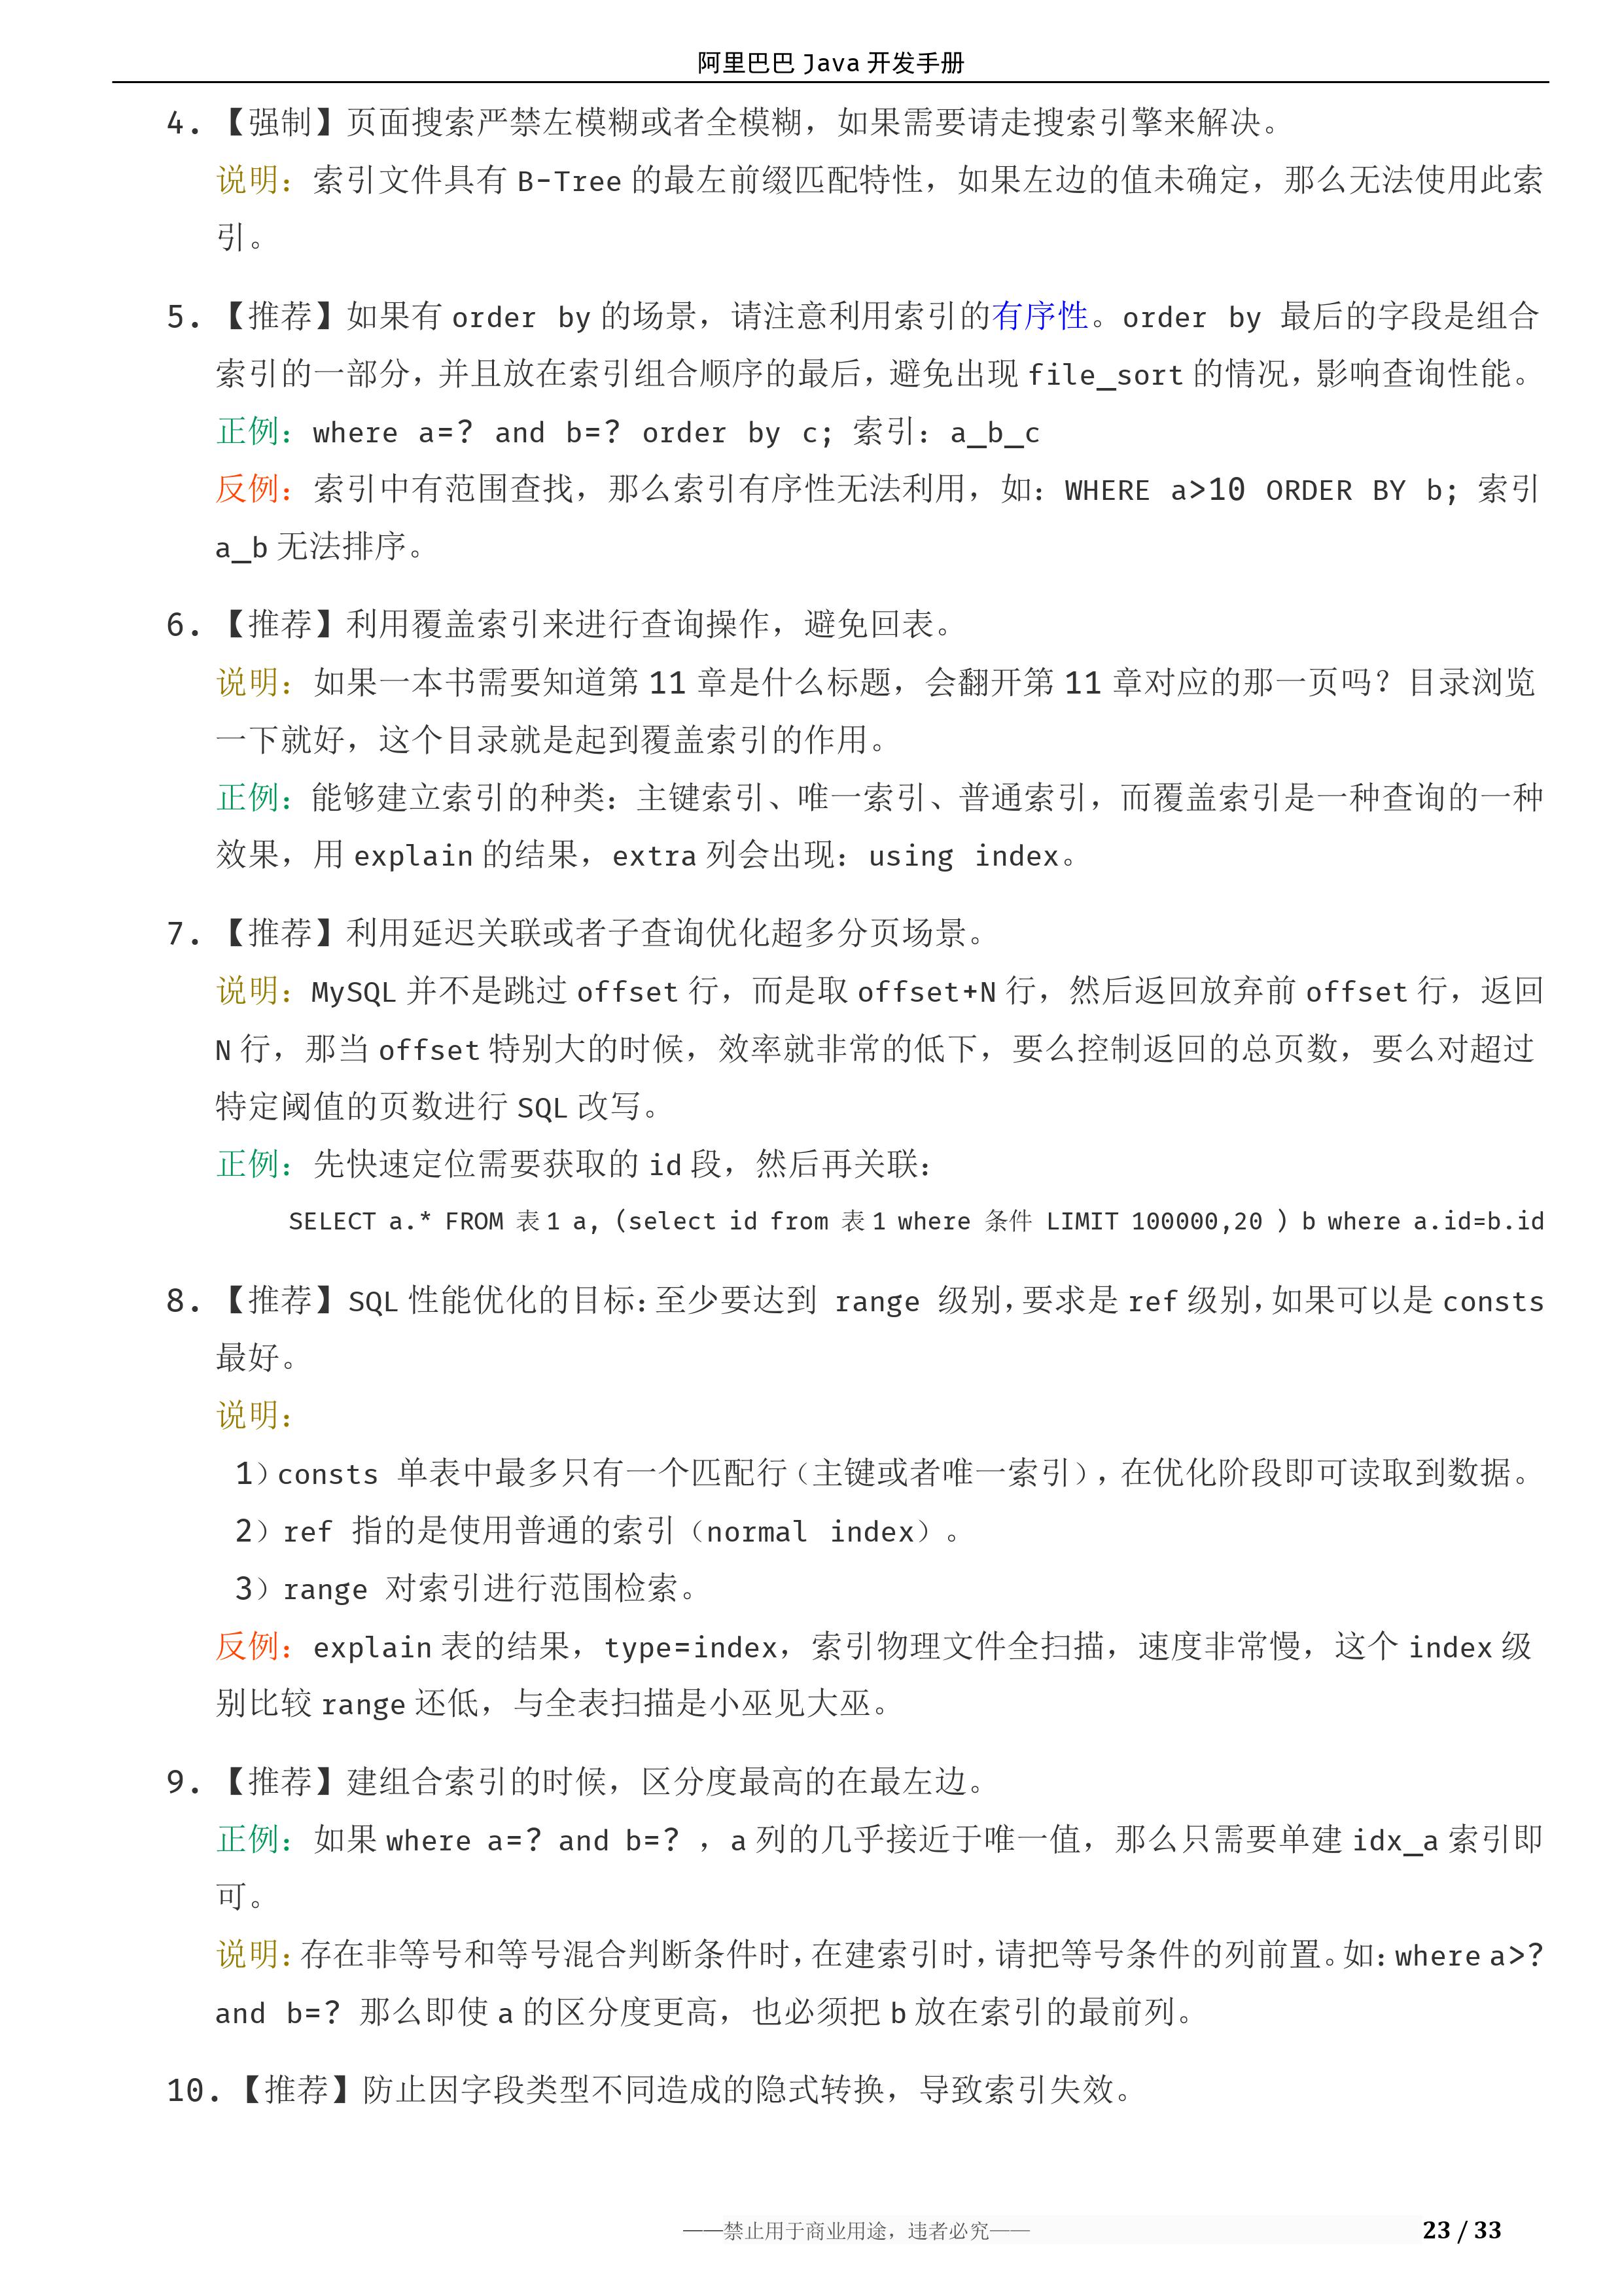 阿里巴巴 Java 开发手册
4. 【强制】页面搜索严禁左模糊或者全模糊，如果需要请走搜索引擎来解决。
说明：索引文件具有 B-Tree 的最左前缀匹配特性，如果左边的值未确定，那么无法使用此索
引。
5. 【推荐】如果有 order by 的场景，请注意利用索引的有序性。order by 最后的字段是组合
索引的一部分，并且放在索引组合顺序的最后，避免出现 file_sort 的情况，影响查询性能。
正例：where a=? and b=? order by c; 索引：a_b_c
反例：索引中有范围查找，那么索引有序性无法利用，如：WHERE a>10 ORDER BY b; 索引
a_b 无法排序。
6. 【推荐】利用覆盖索引来进行查询操作，避免回表。
说明：如果一本书需要知道第 11 章是什么标题，会翻开第 11 章对应的那一页吗？目录浏览
一下就好，这个目录就是起到覆盖索引的作用。
正例：能够建立索引的种类：主键索引、唯一索引、普通索引，而覆盖索引是一种查询的一种
效果，用 explain 的结果，extra 列会出现：using index。
7. 【推荐】利用延迟关联或者子查询优化超多分页场景。
说明：MySQL 并不是跳过 offset 行，而是取 offset+N 行，然后返回放弃前 offset 行，返回
N 行，那当 offset 特别大的时候，效率就非常的低下，要么控制返回的总页数，要么对超过
特定阈值的页数进行 SQL 改写。
正例：先快速定位需要获取的 id 段，然后再关联：
SELECT a.* FROM 表 1 a, (select id from 表 1 where 条件 LIMIT 100000,20 ) b where a.id=b.id
8. 【推荐】SQL 性能优化的目标：至少要达到 range 级别，要求是 ref 级别，如果可以是 consts
最好。
说明：
1）consts 单表中最多只有一个匹配行（主键或者唯一索引），在优化阶段即可读取到数据。
2）ref 指的是使用普通的索引（normal index）。
3）range 对索引进行范围检索。
反例：explain 表的结果，type=index，索引物理文件全扫描，速度非常慢，这个 index 级
别比较 range 还低，与全表扫描是小巫见大巫。
9. 【推荐】建组合索引的时候，区分度最高的在最左边。
正例：如果 where a=? and b=? ，a 列的几乎接近于唯一值，那么只需要单建 idx_a 索引即
可。
说明：存在非等号和等号混合判断条件时，在建索引时，请把等号条件的列前置。如：where a>?
and b=? 那么即使 a 的区分度更高，也必须把 b 放在索引的最前列。
10. 【推荐】防止因字段类型不同造成的隐式转换，导致索引失效。
——禁止用于商业用途，违者必究——
23 / 33